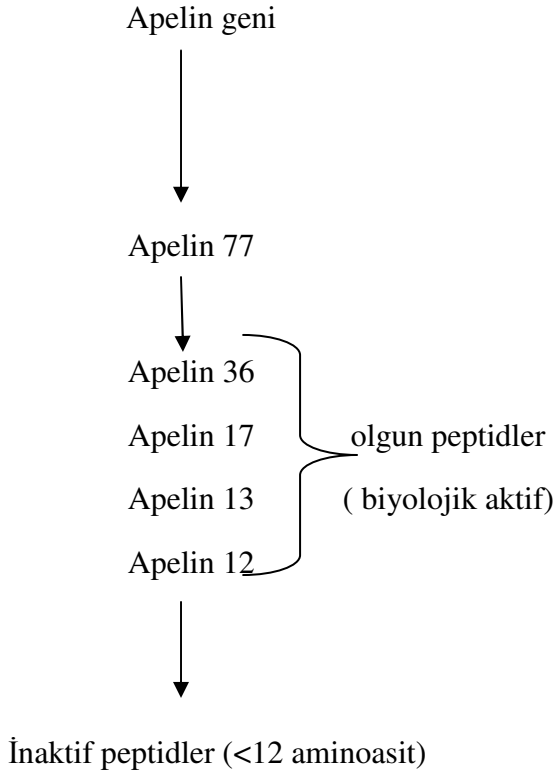 Apelin geni
Apelin 77
Apelin 36
Apelin 17 olgun peptidler
Apelin 13 ( biyolojik aktif)
Apelin 12
İnaktif peptidler (<12 aminoasit)